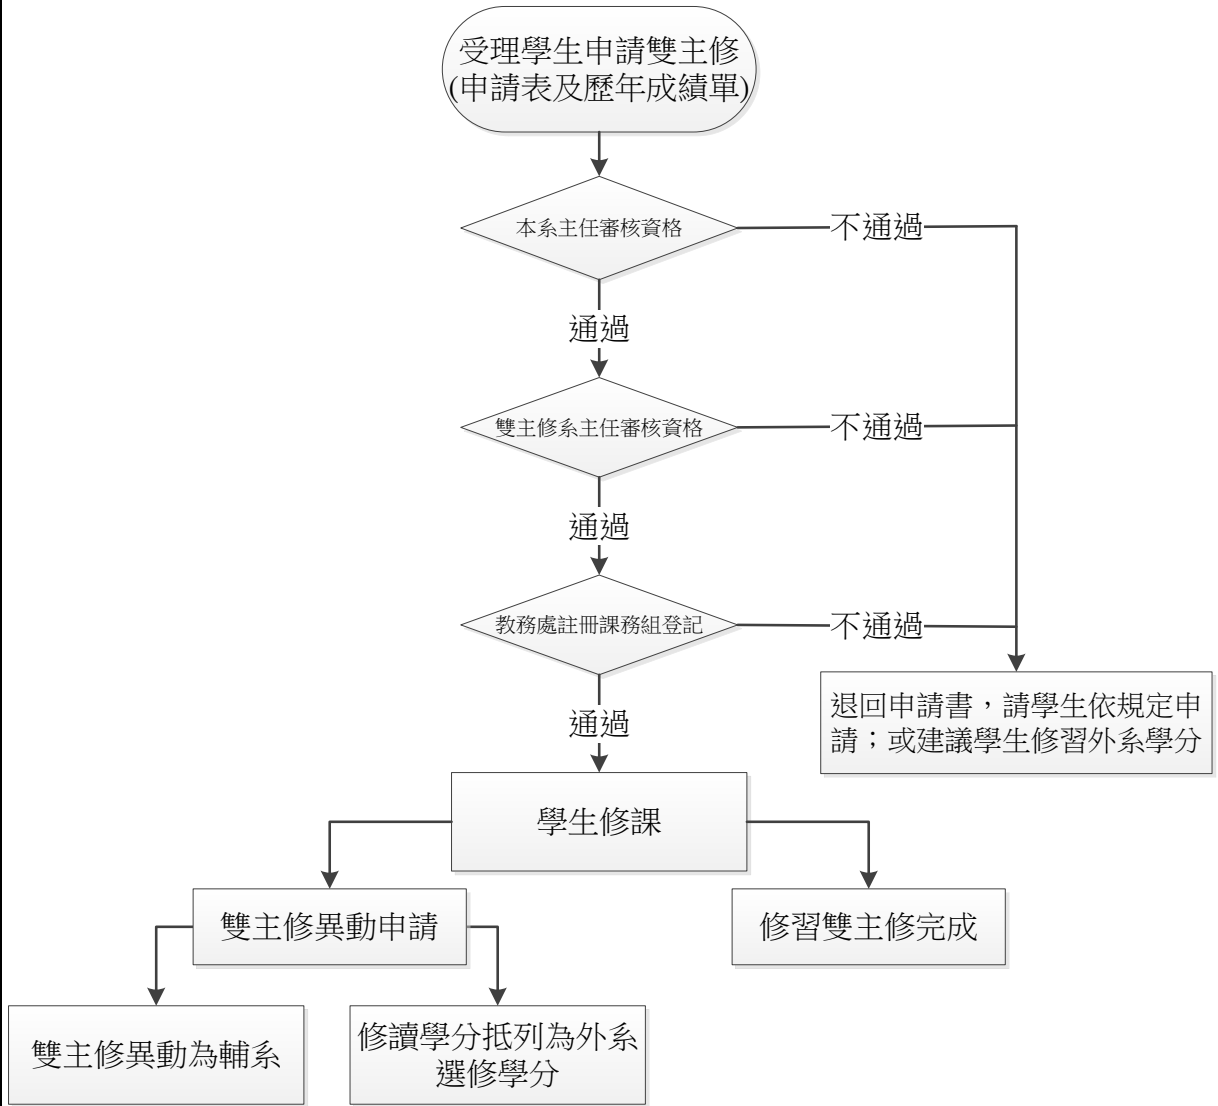 受理學生申請雙主修
(申請表及歷年成績單)
本系主任審核資格
不通過
通過
雙主修系主任審核資格
不通過
通過
教務處註冊課務組登記
不通過
通過
退回申請書，請學生依規定申
請；或建議學生修習外系學分
學生修課
雙主修異動申請
修習雙主修完成
雙主修異動為輔系
修讀學分抵列為外系
選修學分